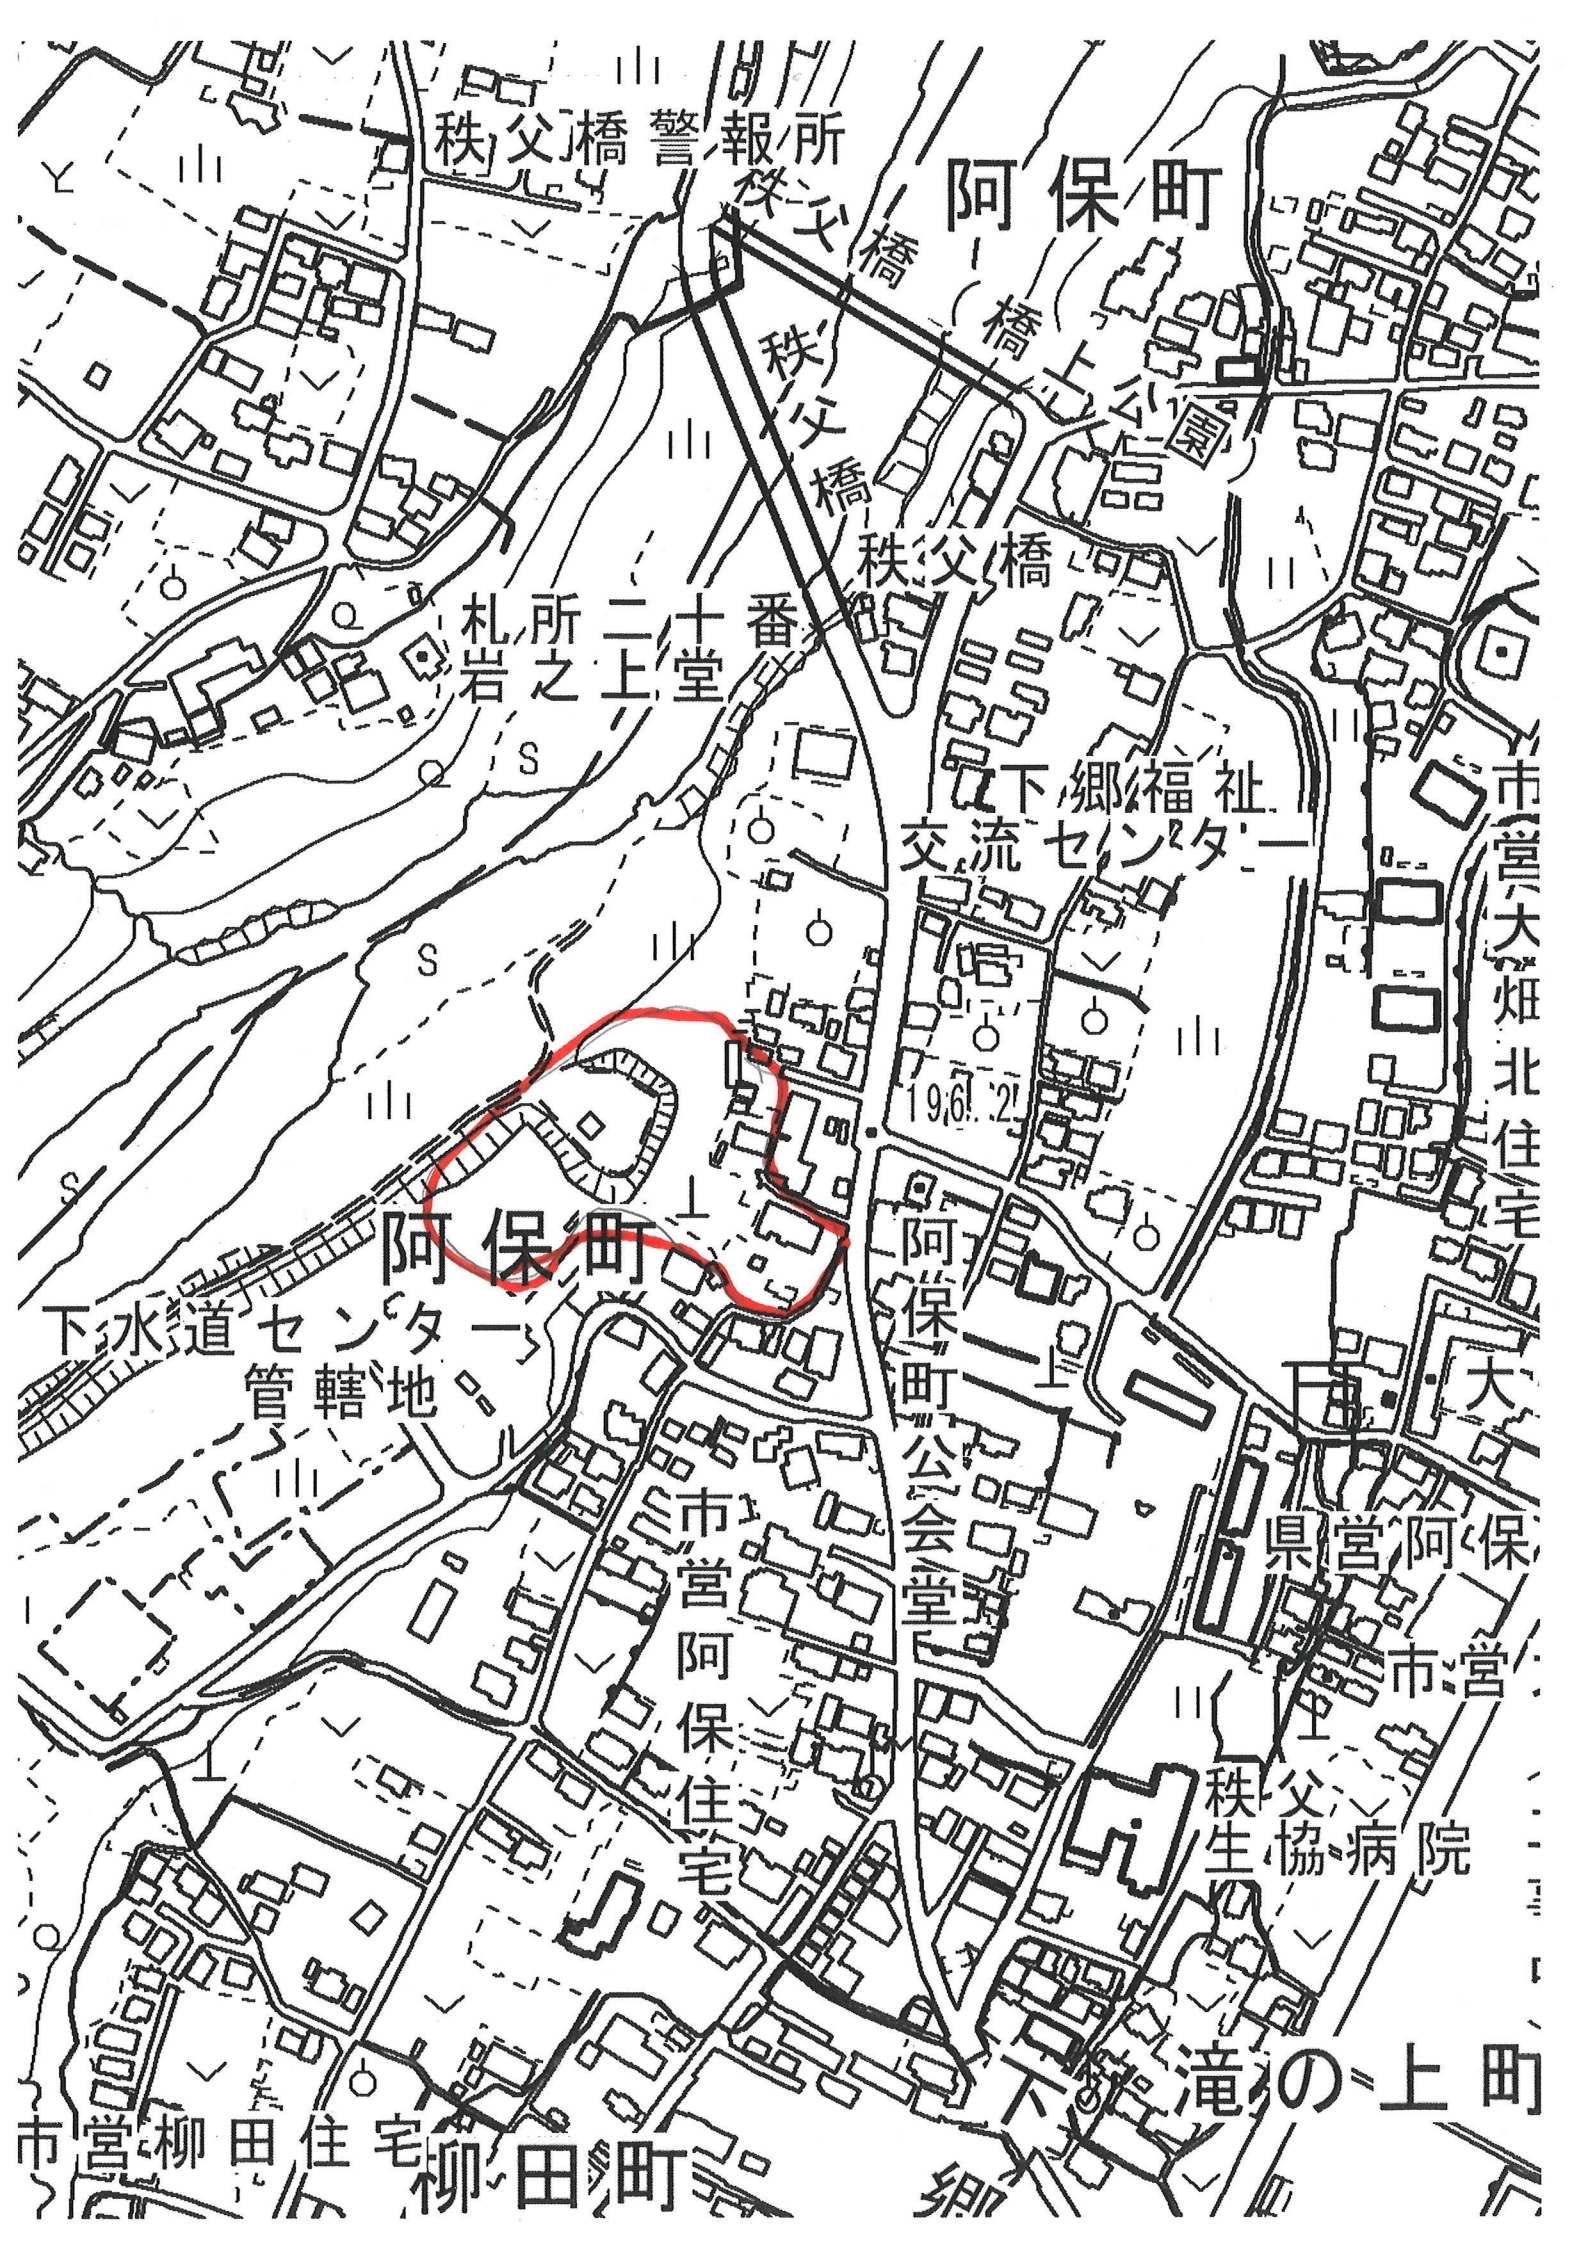 秩父橋警報所
秩父橋
阿保町
橋上公園
秩父橋
秩父橋
札所二十番
岩之上堂
S
下郷福祉
交流センター
市営大畑北住宅
S
196.2
S
阿保町
阿保町公会堂
下水道センター
管轄地
大
市営阿保住宅
県営阿保
市営
秩父
生協病院
滝の上町
下
郷
市営柳田住宅
柳田町